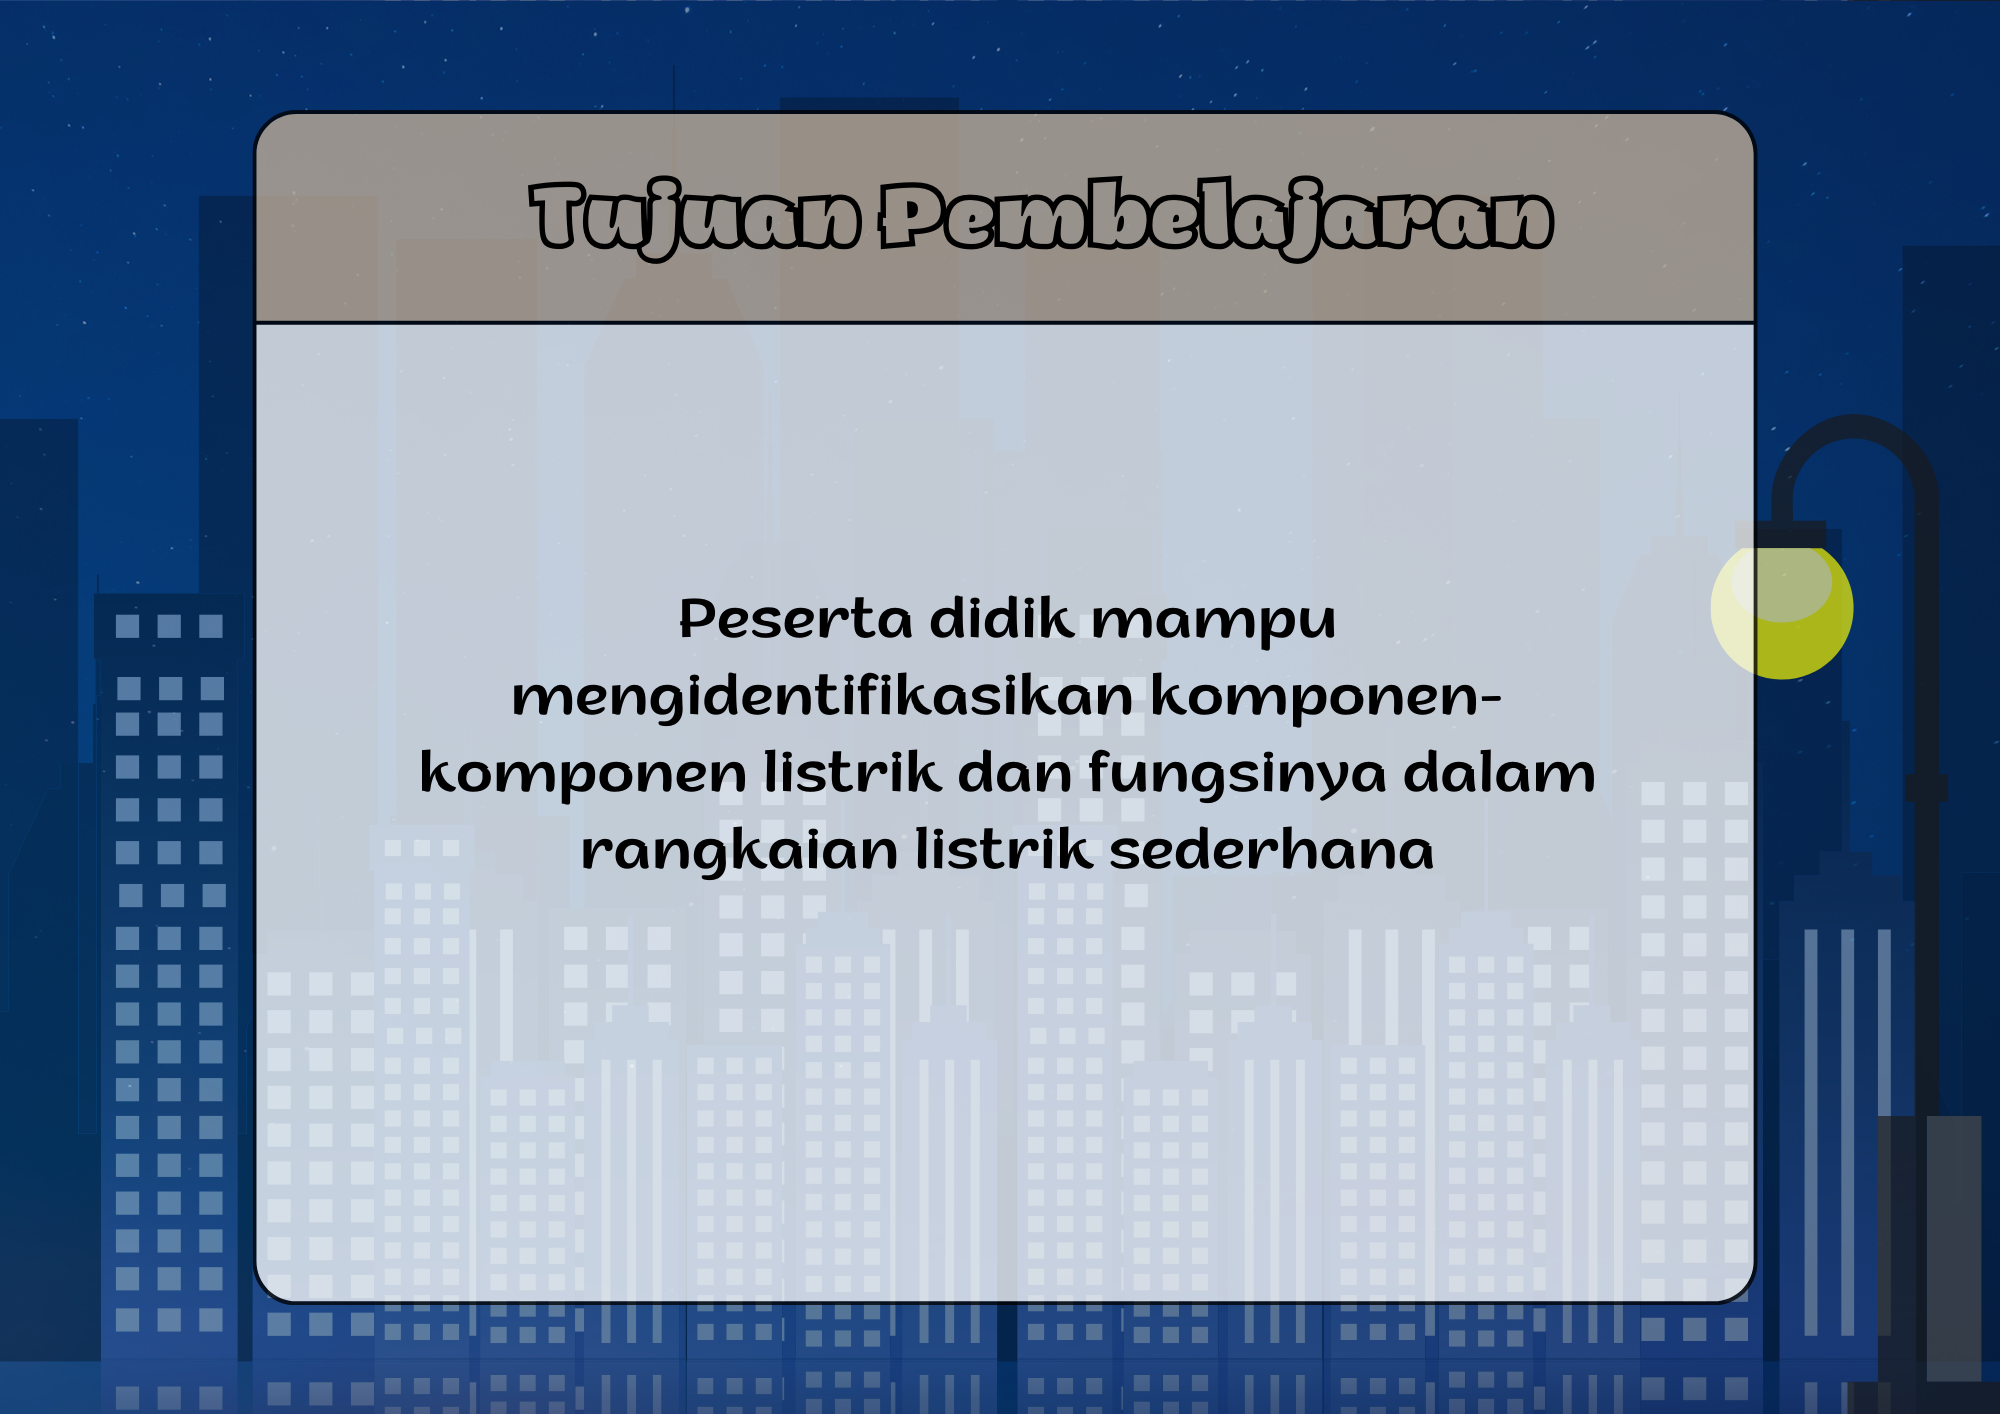 Tujuan Pembelajaran
Peserta didik mampu
mengidentifikasikan komponen-
komponen listrik dan fungsinya dalam
rangkaian listrik sederhana